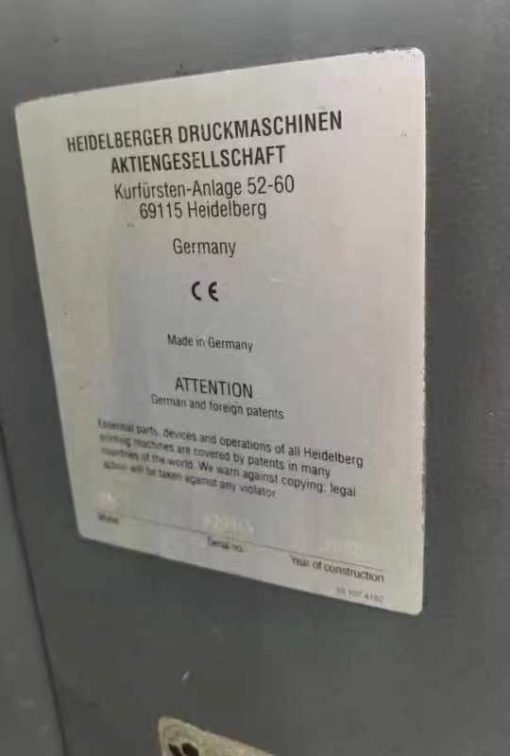 HEIDELBERGER DRUCKMASCHINEN
AKTIENGESELLSCHAFT
Kurfürsten-Anlage 52-60
69115 Heidelberg
Germany
CE
Made in Germany
ATTENTION
German and foreign patents
Essential parts, devices and operations of all Heidelberg
printing machines are covered by patents in many
countries of the world. We warn against copying; legal
action will be taken against any violator.
Serial no.
Year of construction